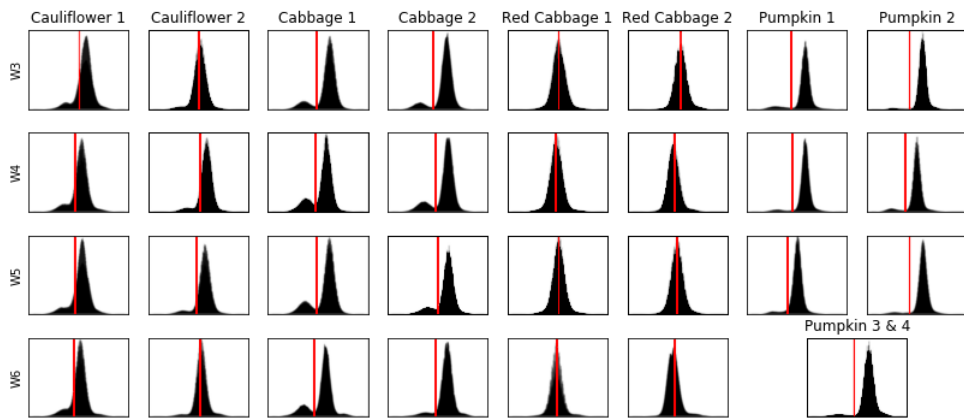 Cauliflower 1 Cauliflower 2 Cabbage 1 Cabbage 2 Red Cabbage 1 Red Cabbage 2 Pumpkin 1 Pumpkin 2
W3
W4
W5
Pumpkin 3 & 4
W6